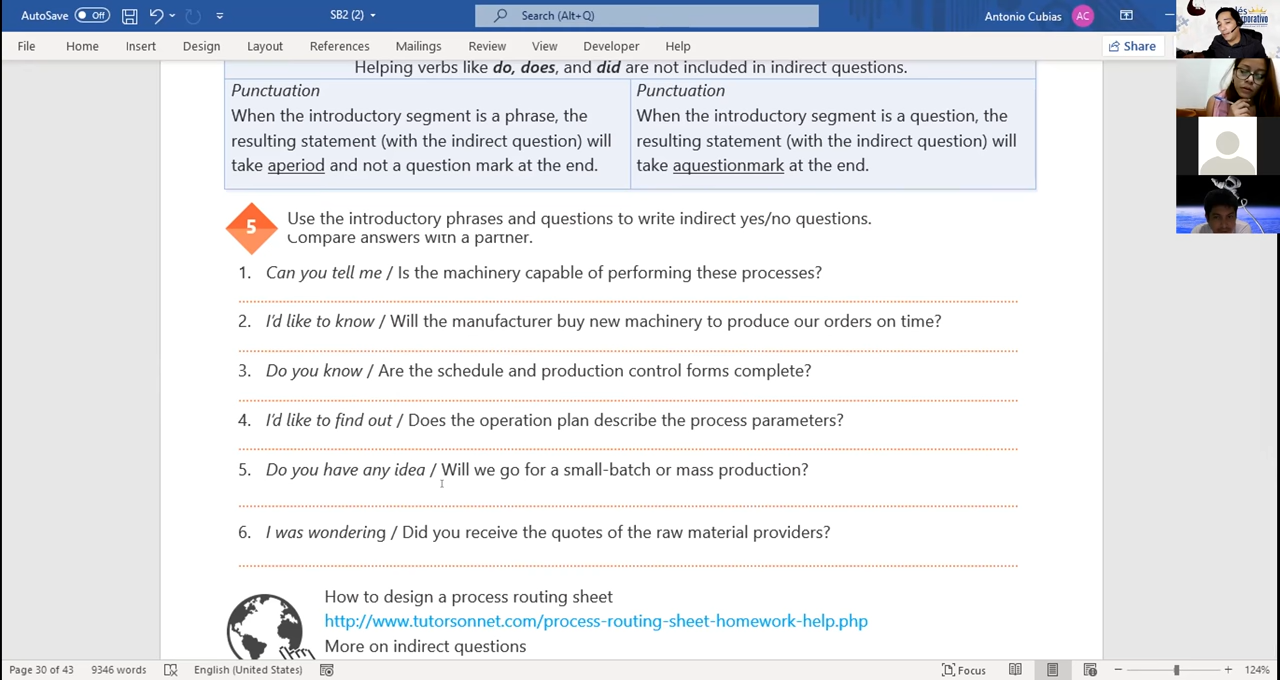 AutoSave Off SB2 (2) Search (Alt+Q) Antonio Cubias AC
File Home Insert Design Layout References Mailings Review View Developer Help Share
Helping verbs like do, does, and did are not included in indirect questions.
Punctuation
When the introductory segment is a phrase, the
resulting statement (with the indirect question) will
take aperiod and not a question mark at the end.
Punctuation
When the introductory segment is a question, the
resulting statement (with the indirect question) will
take aquestionmark at the end.
5
Use the introductory phrases and questions to write indirect yes/no questions.
Compare answers with a partner.
1. Can you tell me / Is the machinery capable of performing these processes?
2. I'd like to know / Will the manufacturer buy new machinery to produce our orders on time?
3. Do you know / Are the schedule and production control forms complete?
4. I'd like to find out / Does the operation plan describe the process parameters?
5. Do you have any idea / Will we go for a small-batch or mass production?
6. I was wondering / Did you receive the quotes of the raw material providers?
How to design a process routing sheet
http://www.tutorsonnet.com/process-routing-sheet-homework-help.php
More on indirect questions
Page 30 of 43 9346 words English (United States) Focus 124%